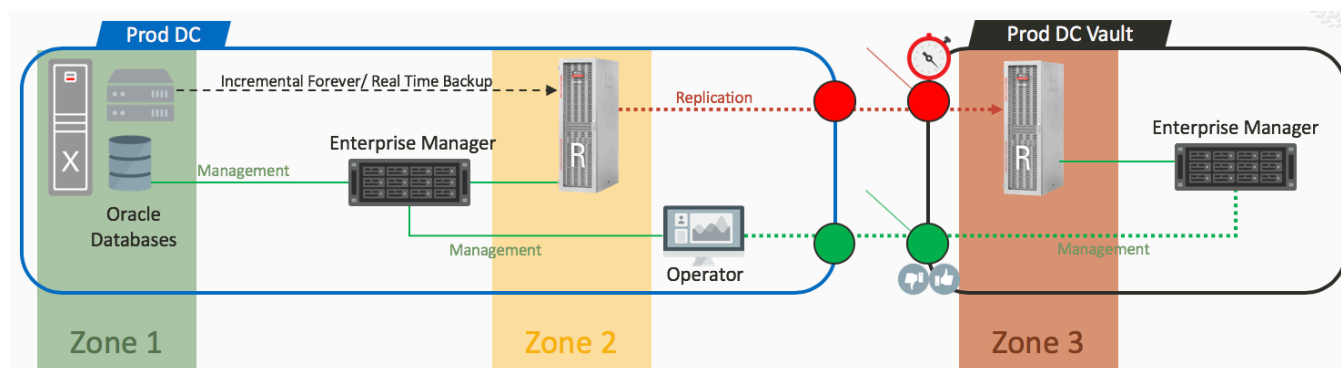 Prod DC
Prod DC Vault
Incremental Forever/ Real Time Backup
Replication
Enterprise Manager
Enterprise Manager
X
R
R
Management
Oracle
Databases
Management
Operator
Management
Zone 1
Zone 2
Zone 3